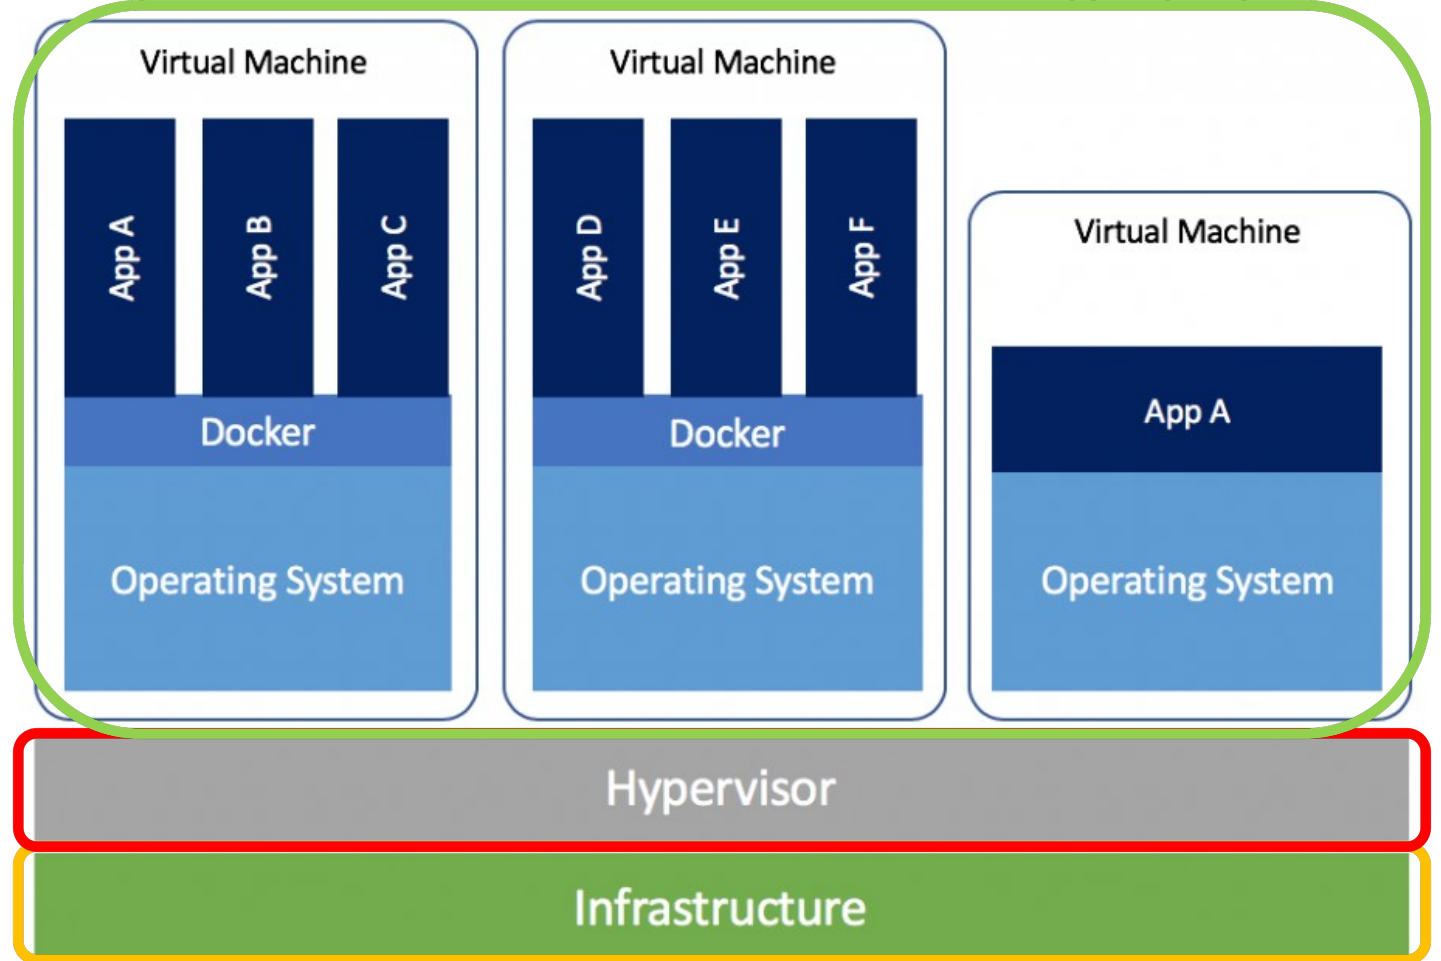 Virtual Machine
App A
App B
App C
Docker
Operating System
Virtual Machine
App D
App E
App F
Docker
Operating System
Virtual Machine
App A
Operating System
Hypervisor
Infrastructure